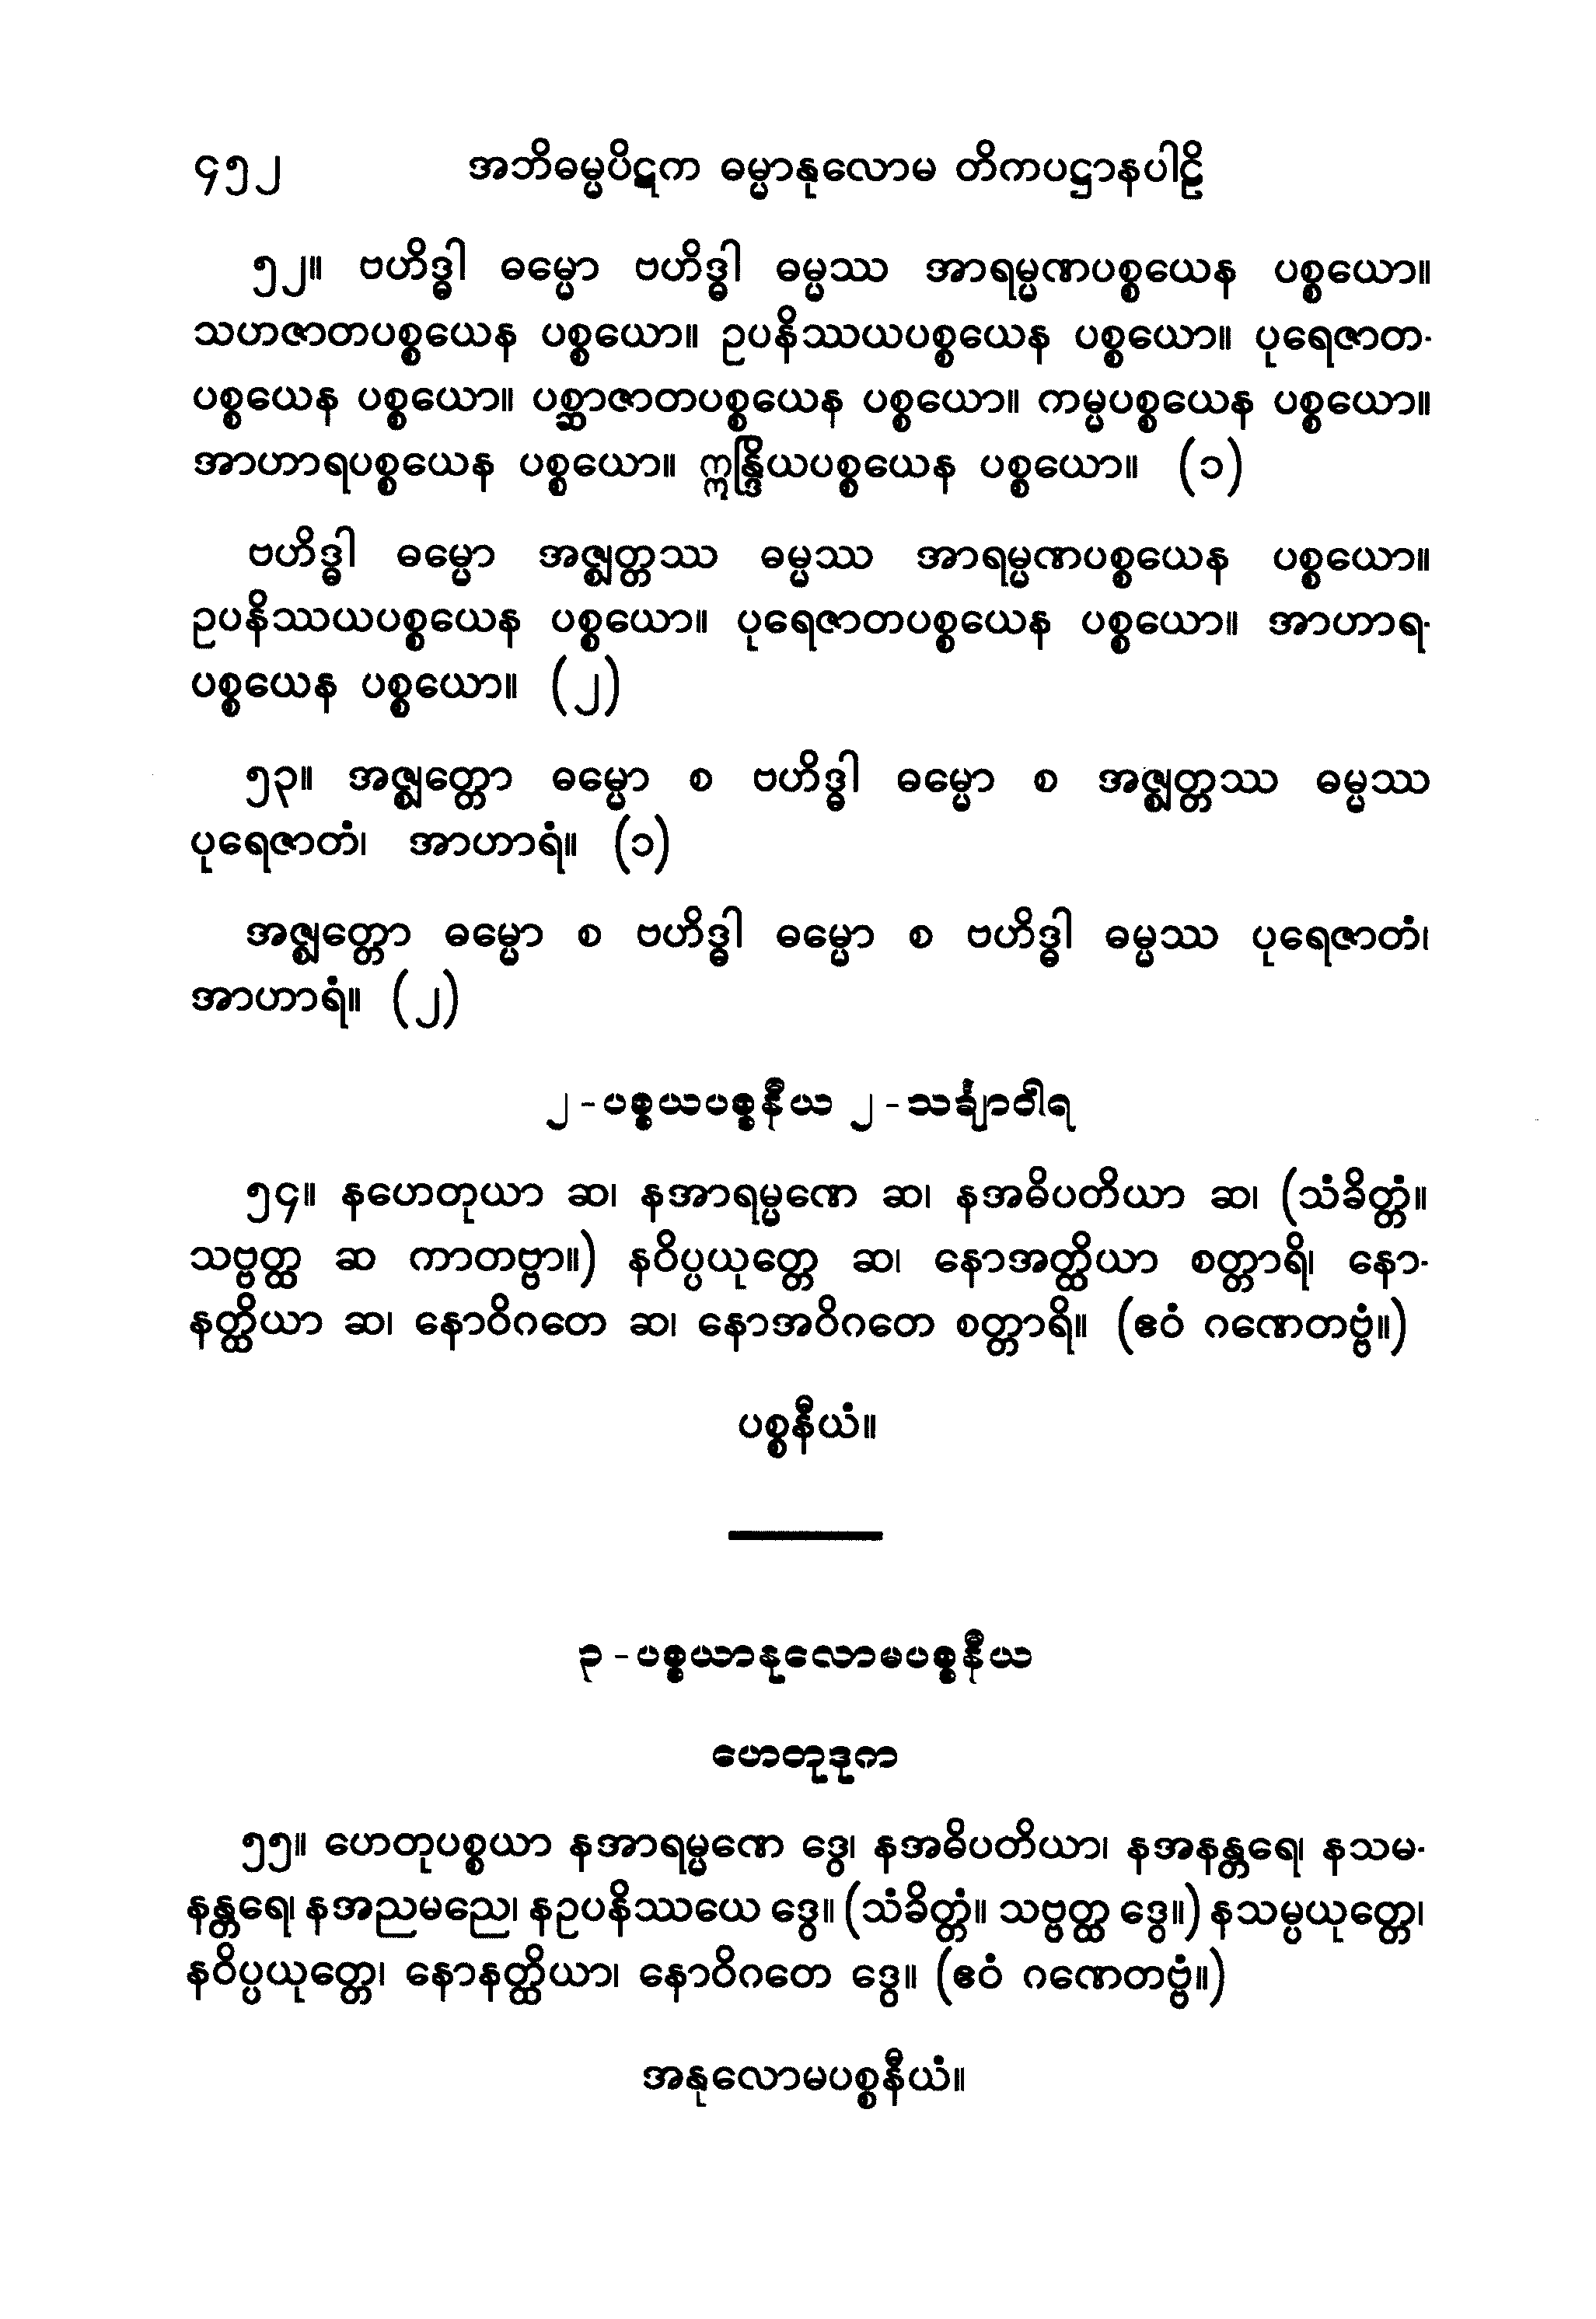 ၄၅၂ အဘိဓမ္မပိဋက ဓမ္မာနုလောမ တိကပဋ္ဌာနပါဠိ
၅၂။ ဗဟိဒ္ဓါ ဓမ္မော ဗဟိဒ္ဓါ ဓမ္မဿ အာရမ္မဏပစ္စယေန ပစ္စယော။
သဟဇာတပစ္စယေန ပစ္စယော။ ဥပနိဿယပစ္စယေန ပစ္စယော။ ပုရေဇာတ-
ပစ္စယေန ပစ္စယော။ ပစ္ဆာဇာတပစ္စယေန ပစ္စယော။ ကမ္မပစ္စယေန ပစ္စယော။
အာဟာရပစ္စယေန ပစ္စယော။ ဣန္ဒြိယပစ္စယေန ပစ္စယော။ (၁)
ဗဟိဒ္ဓါ ဓမ္မော အဇ္ဈတ္တဿ ဓမ္မဿ အာရမ္မဏပစ္စယေန ပစ္စယော။
ဥပနိဿယပစ္စယေန ပစ္စယော။ ပုရေဇာတပစ္စယေန ပစ္စယော။ အာဟာရ-
ပစ္စယေန ပစ္စယော။ (၂)
၅၃။ အဇ္ဈတ္တော ဓမ္မော စ ဗဟိဒ္ဓါ ဓမ္မော စ အဇ္ဈတ္တဿ ဓမ္မဿ
ပုရေဇာတံ၊ အာဟာရံ။ (၁)
အဇ္ဈတ္တော ဓမ္မော စ ဗဟိဒ္ဓါ ဓမ္မော စ ဗဟိဒ္ဓါ ဓမ္မဿ ပုရေဇာတံ၊
အာဟာရံ။ (၂)
၂-ပစ္စယပစ္စနီယ ၂-သင်္ချာဝါရ
၅၄။ နဟေတုယာ ဆ၊ နအာရမ္မဏေ ဆ၊ နအဓိပတိယာ ဆ၊ (သံခိတ္တံ။
သဗ္ဗတ္ထ ဆ ကာတဗ္ဗာ။) နဝိပ္ပယုတ္တေ ဆ၊ နောအတ္ထိယာ စတ္တာရိ၊ နော-
နတ္ထိယာ ဆ၊ နောဝိဂတေ ဆ၊ နောအဝိဂတေ စတ္တာရိ။ (ဧဝံ ဂဏေတဗ္ဗံ။)
ပစ္စနီယံ။
၃-ပစ္စယာနုလောမပစ္စနီယ
ဟေတုဒုက
၅၅။ ဟေတုပစ္စယာ နအာရမ္မဏေ ဒွေ၊ နအဓိပတိယာ၊ နအနန္တရေ၊ နသမ-
နန္တရေ၊ နအညမညေ၊ နဥပနိဿယေ ဒွေ။ (သံခိတ္တံ။ သဗ္ဗတ္ထ ဒွေ။) နသမ္ပယုတ္တေ၊
နဝိပ္ပယုတ္တေ၊ နောနတ္ထိယာ၊ နောဝိဂတေ ဒွေ။ (ဧဝံ ဂဏေတဗ္ဗံ။)
အနုလောမပစ္စနီယံ။